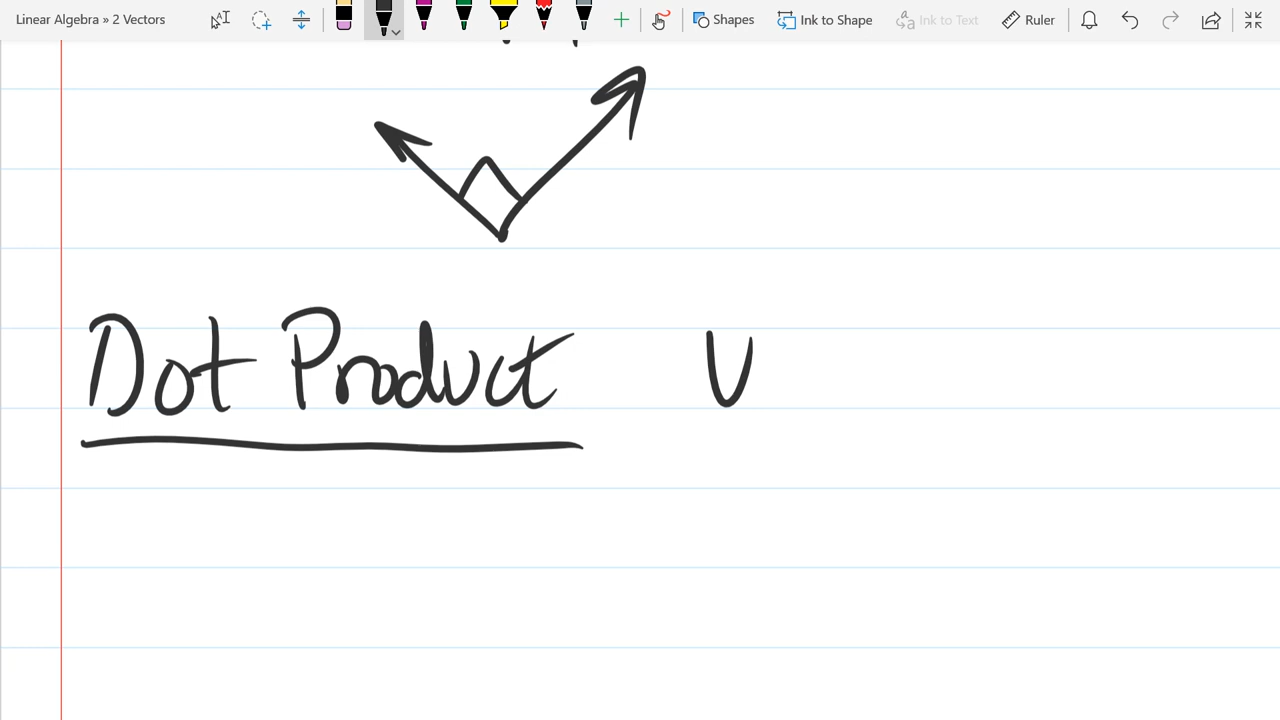 Linear Algebra » 2 Vectors
Shapes
Ink to Shape
Ink to Text
Ruler
Dot Product U